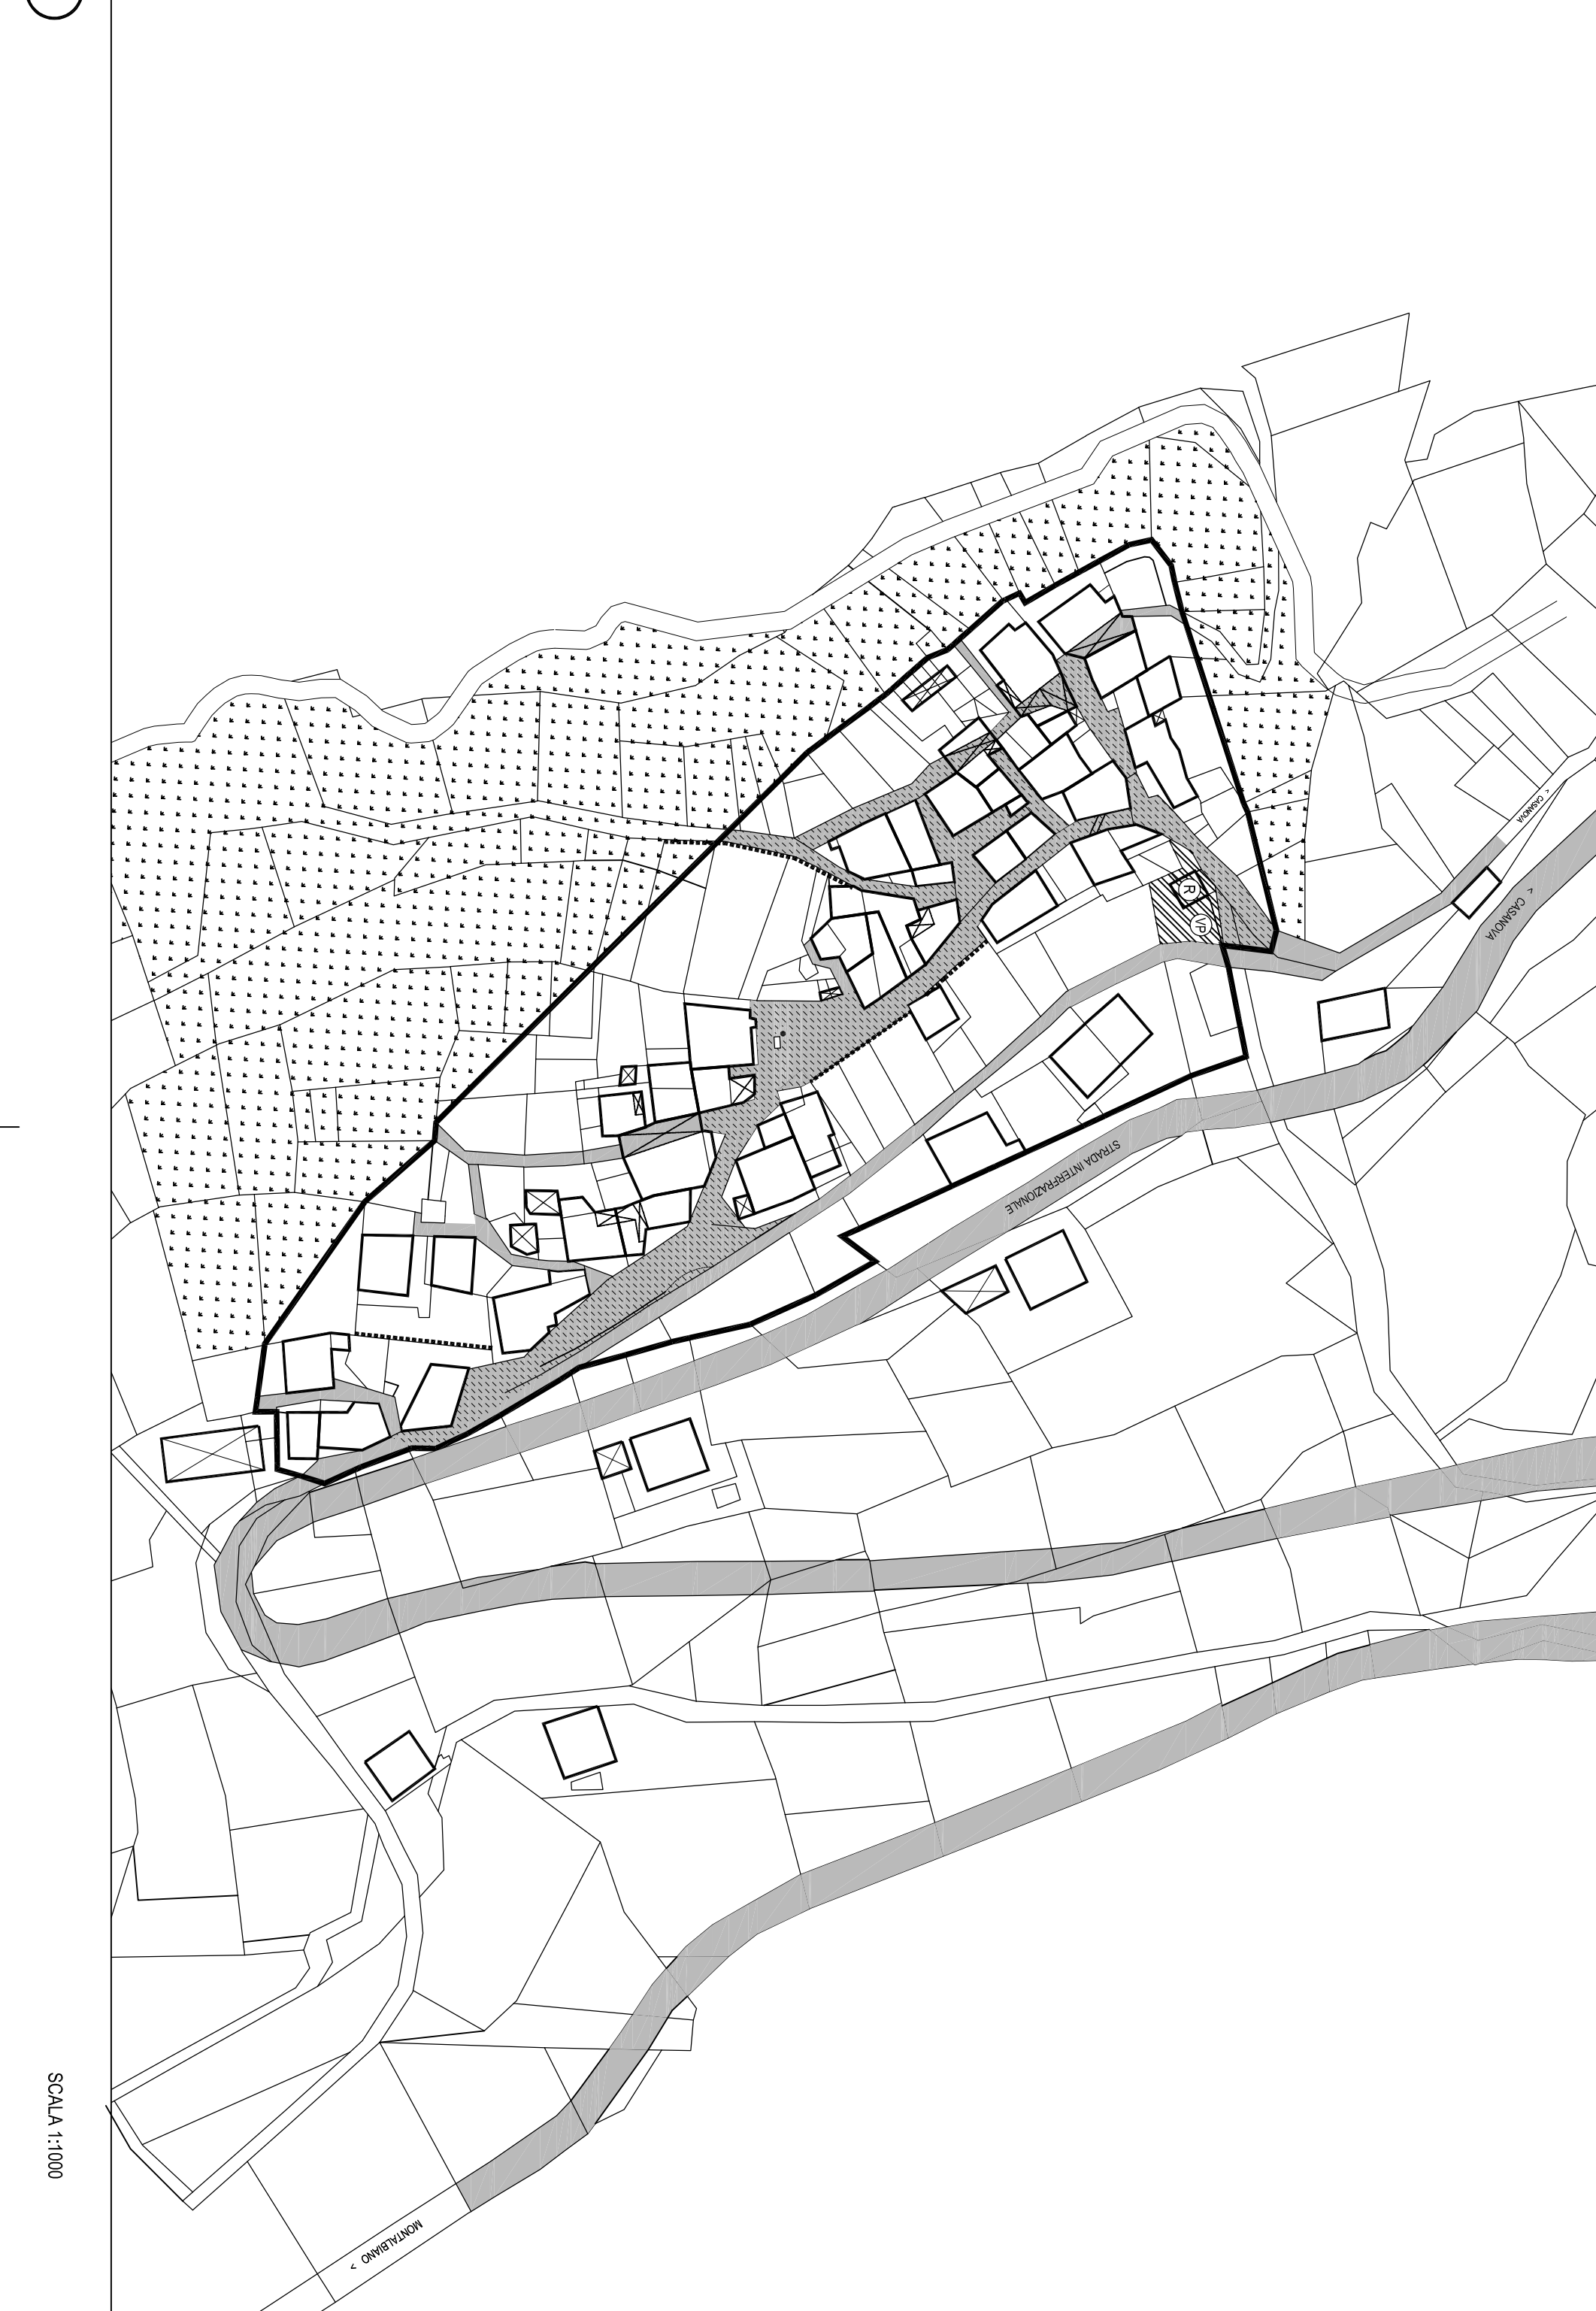 < CASANOVA
< CASANOVA
R
VP
STRADA INTERFRAZIONALE
SCALA 1:1000
MONTALBIANO >